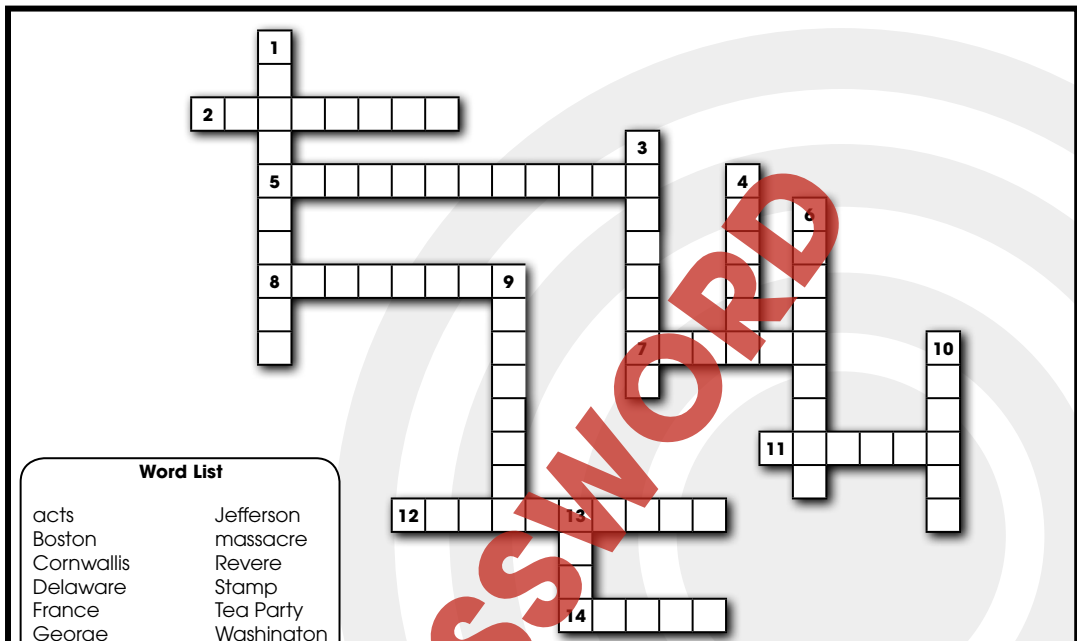 1
2
3
5
4
6
8
9
7
10
11
Word List
12
13
acts
Jefferson
Boston
massacre
Cornwallis
Revere
Delaware
Stamp
France
Tea Party
14
George
Washington
SSWORD